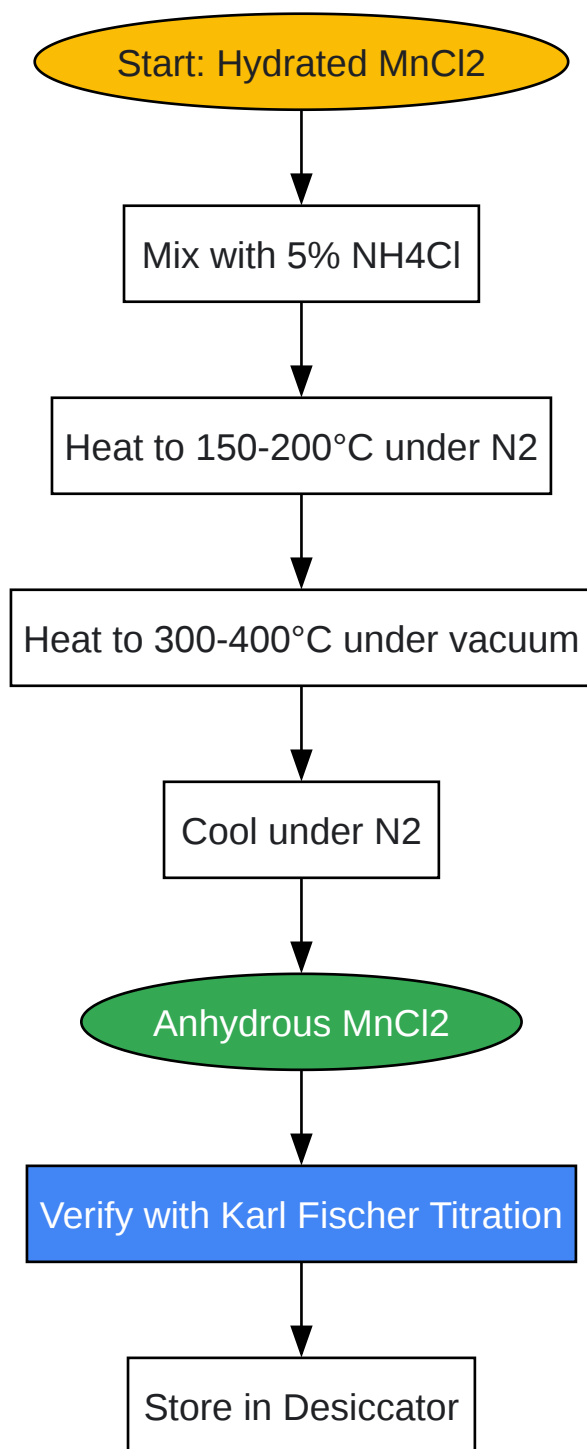 Start: Hydrated MnCl2
Mix with 5% NH4Cl
Heat to 150-200°C under N2
Heat to 300-400°C under vacuum
Cool under N2
Anhydrous MnCl2
Verify with Karl Fischer Titration
Store in Desiccator